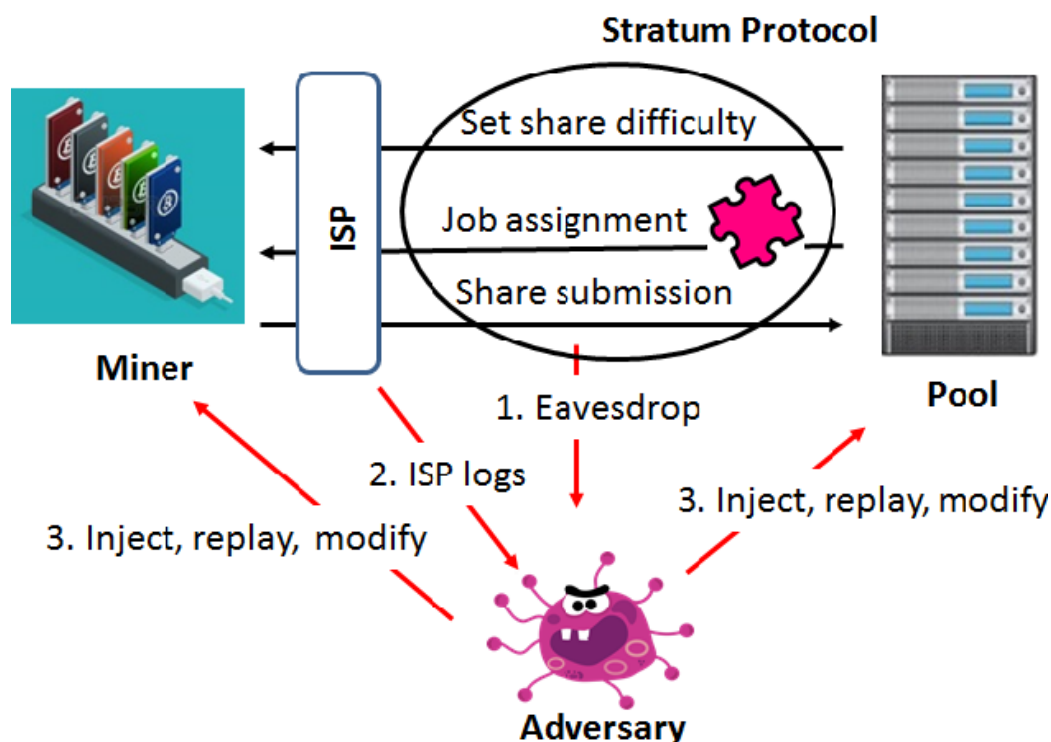 Stratum Protocol
Set share difficulty
ISP
Job assignment
Share submission
Miner
Pool
1. Eavesdrop
2. ISP logs
3. Inject, replay, modify
3. Inject, replay, modify
Adversary